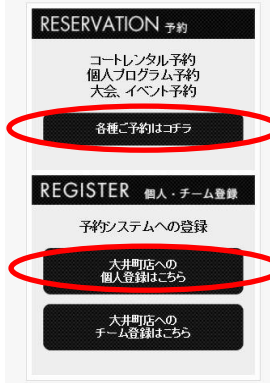 RESERVATION 予約
コートレンタル予約
個人プログラム予約
大会、イベント予約
各種ご予約はコチラ
REGISTER 個人・チーム登録
予約システムへの登録
大井町店への
個人登録はこちら
大井町店への
チーム登録はこちら